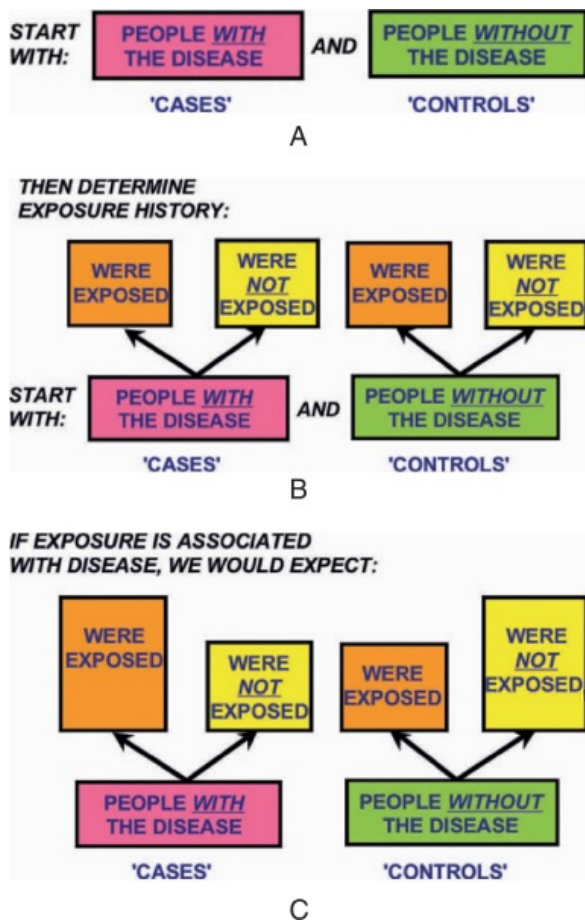 START
WITH:
PEOPLE WITH
THE DISEASE
AND
PEOPLE WITHOUT
THE DISEASE
'CASES'
'CONTROLS'
A
THEN DETERMINE
EXPOSURE HISTORY:
WERE
EXPOSED
WERE
NOT
EXPOSED
WERE
EXPOSED
WERE
NOT
EXPOSED
START
WITH:
PEOPLE WITH
THE DISEASE
AND
PEOPLE WITHOUT
THE DISEASE
'CASES'
'CONTROLS'
B
IF EXPOSURE IS ASSOCIATED
WITH DISEASE, WE WOULD EXPECT:
WERE
EXPOSED
WERE
NOT
EXPOSED
WERE
EXPOSED
WERE
NOT
EXPOSED
PEOPLE WITH
THE DISEASE
PEOPLE WITHOUT
THE DISEASE
'CASES'
'CONTROLS'
C